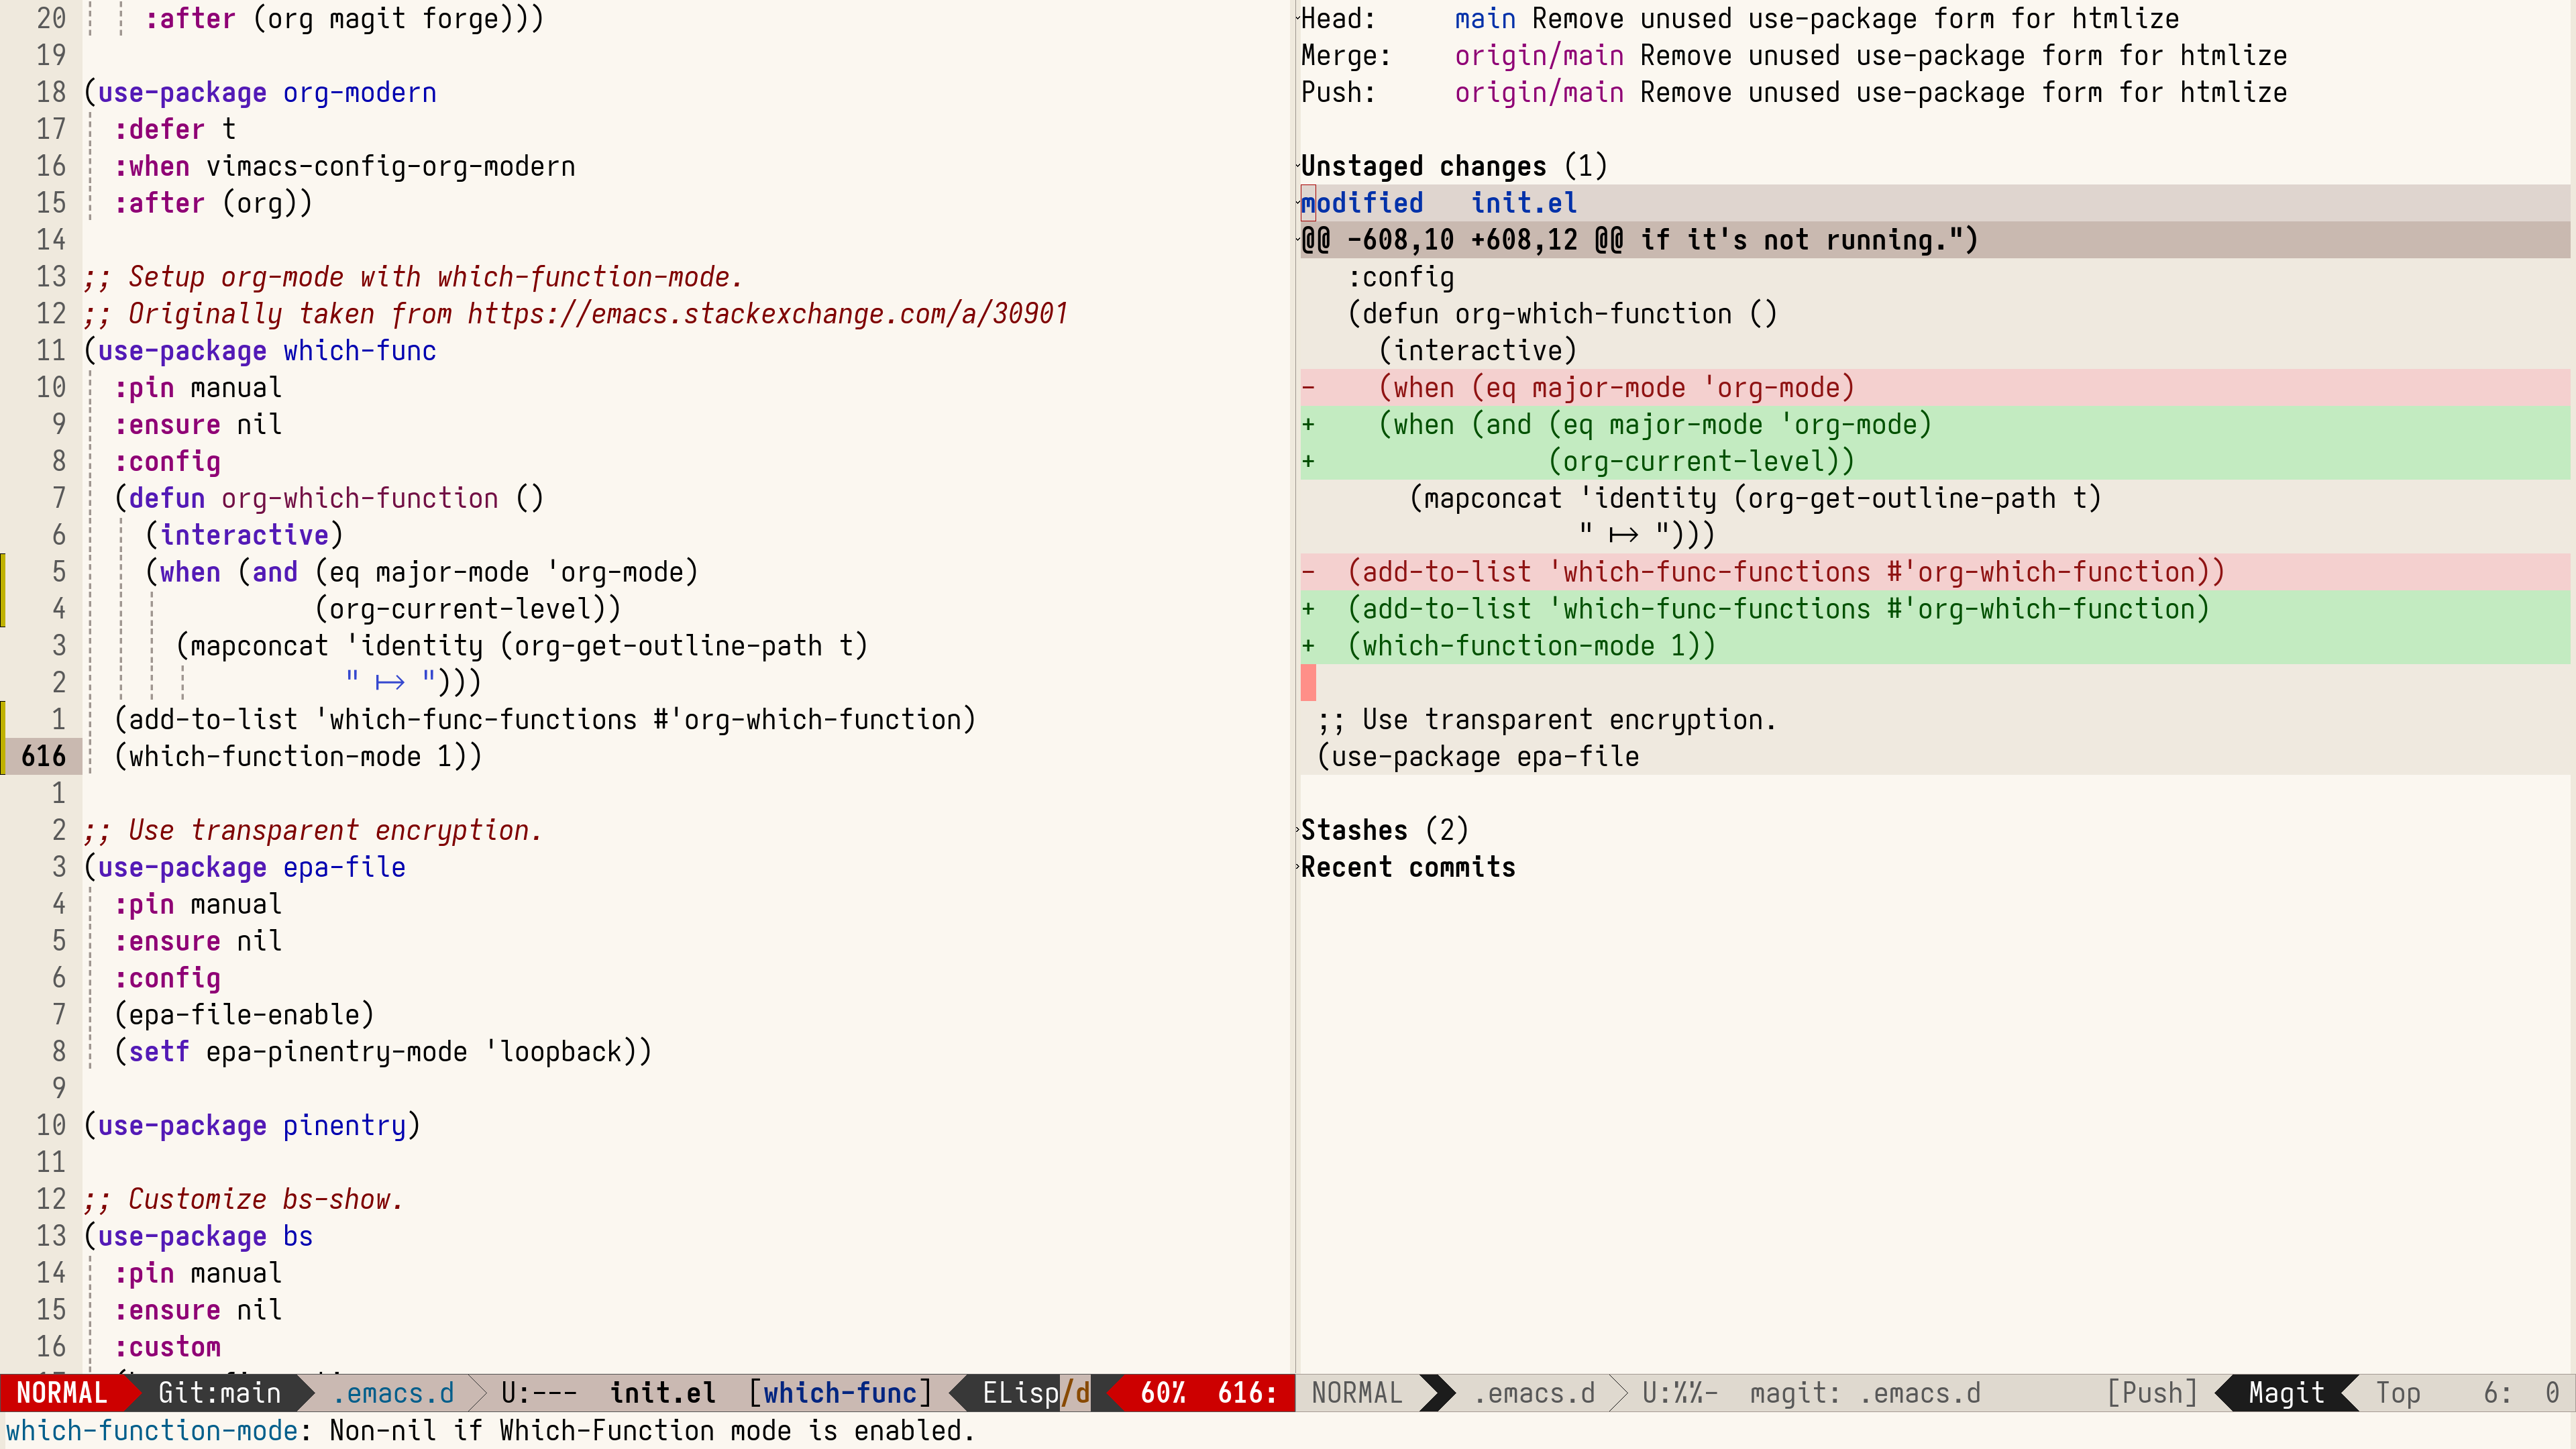 20 :after (org magit forge)))
19
18 (use-package org-modern
17 :defer t
16 :when vimacs-config-org-modern
15 :after (org))
14
13 ;; Setup org-mode with which-function-mode.
12 ;; Originally taken from https://emacs.stackexchange.com/a/30901
11 (use-package which-func
10 :pin manual
9 :ensure nil
8 :config
7 (defun org-which-function ()
6 (interactive)
5 (when (and (eq major-mode 'org-mode)
4 (org-current-level))
3 (mapconcat 'identity (org-get-outline-path t)
2 " ↦ ")))
1 (add-to-list 'which-func-functions #'org-which-function)
616 (which-function-mode 1))
1
2 ;; Use transparent encryption.
3 (use-package epa-file
4 :pin manual
5 :ensure nil
6 :config
7 (epa-file-enable)
8 (setf epa-pinentry-mode 'loopback))
9
10 (use-package pinentry)
11
12 ;; Customize bs-show.
13 (use-package bs
14 :pin manual
15 :ensure nil
16 :custom
NORMAL Git:main .emacs.d U:--- init.el [which-func] ELisp/d 60% 616:
Head: main Remove unused use-package form for htmlize
Merge: origin/main Remove unused use-package form for htmlize
Push: origin/main Remove unused use-package form for htmlize
Unstaged changes (1)
modified init.el
@@ -608,10 +608,12 @@ if it's not running.")
:config
(defun org-which-function ()
(interactive)
- (when (eq major-mode 'org-mode)
+ (when (and (eq major-mode 'org-mode)
+ (org-current-level))
(mapconcat 'identity (org-get-outline-path t)
" ↦ ")))
- (add-to-list 'which-func-functions #'org-which-function))
+ (add-to-list 'which-func-functions #'org-which-function)
+ (which-function-mode 1))
;; Use transparent encryption.
(use-package epa-file
Stashes (2)
Recent commits
NORMAL .emacs.d U:%%- magit: .emacs.d [Push] Magit Top 6: 0
which-function-mode: Non-nil if Which-Function mode is enabled.